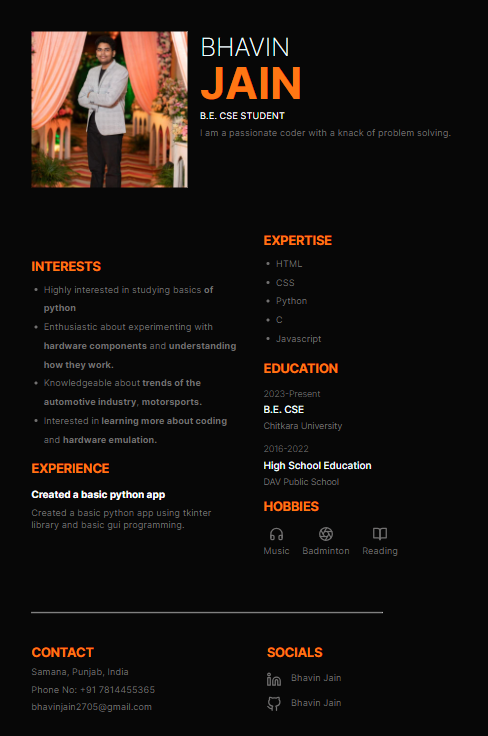 BHAVIN
JAIN
B.E. CSE STUDENT
I am a passionate coder with a knack of problem solving.
INTERESTS
• Highly interested in studying basics of
python
• Enthusiastic about experimenting with
hardware components and understanding
how they work.
• Knowledgeable about trends of the
automotive industry, motorsports.
• Interested in learning more about coding
and hardware emulation.
EXPERIENCE
Created a basic python app
Created a basic python app using tkinter
library and basic gui programming.
EXPERTISE
• HTML
• CSS
• Python
• C
• Javascript
EDUCATION
2023-Present
B.E. CSE
Chitkara University
2016-2022
High School Education
DAV Public School
HOBBIES
Music Badminton Reading
CONTACT
Samana, Punjab, India
Phone No: +91 7814455365
bhavinjain2705@gmail.com
SOCIALS
Bhavin Jain
Bhavin Jain